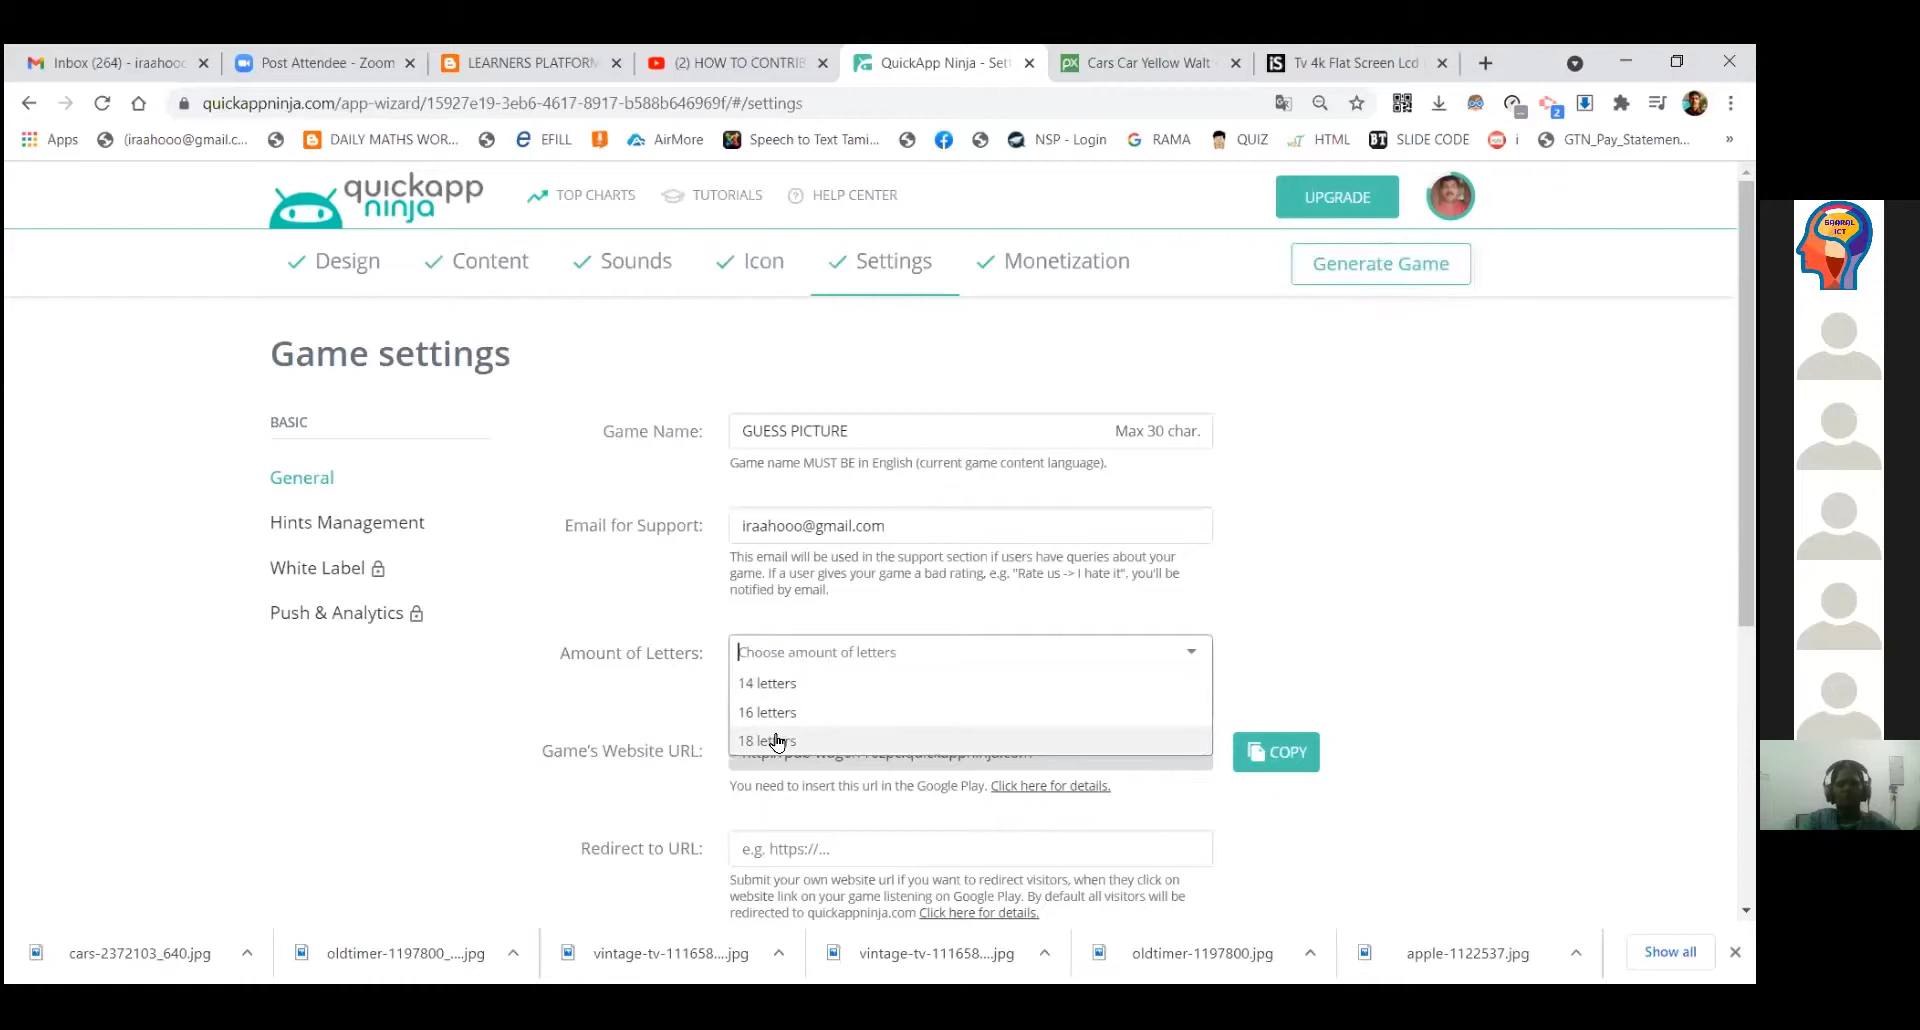 Inbox (264) - iraahooo
Post Attendee - Zoom
LEARNERS PLATFORM
(2) HOW TO CONTRIB
QuickApp Ninja - Sett
Cars Car Yellow Walt
Tv 4k Flat Screen Lcd
quickappninja.com/app-wizard/15927e19-3eb6-4617-8917-b588b646969f/#/settings
2
Apps
(iraahooo@gmail.c...
DAILY MATHS WOR...
EFILL
AirMore
Speech to Text Tami...
NSP - Login
RAMA
QUIZ
HTML
SLIDE CODE
i
GTN_Pay_Statemen...
»
quickapp
ninja
TOP CHARTS
TUTORIALS
HELP CENTER
UPGRADE
Design
Content
Sounds
Icon
Settings
Monetization
Generate Game
Game settings
BASIC
General
Hints Management
White Label
Push & Analytics
Game Name:
GUESS PICTURE
Max 30 char.
Game name MUST BE in English (current game content language).
Email for Support:
iraahooo@gmail.com
This email will be used in the support section if users have queries about your
game. If a user gives your game a bad rating, e.g. "Rate us -> I hate it", you'll be
notified by email.
Amount of Letters:
Choose amount of letters
14 letters
16 letters
18 letters
Game's Website URL:
COPY
You need to insert this url in the Google Play. Click here for details.
Redirect to URL:
e.g. https://...
Submit your own website url if you want to redirect visitors, when they click on
website link on your game listening on Google Play. By default all visitors will be
redirected to quickappninja.com Click here for details.
cars-2372103_640.jpg
oldtimer-1197800_....jpg
vintage-tv-111658....jpg
vintage-tv-111658....jpg
oldtimer-1197800.jpg
apple-1122537.jpg
Show all
SAARAL
ICT